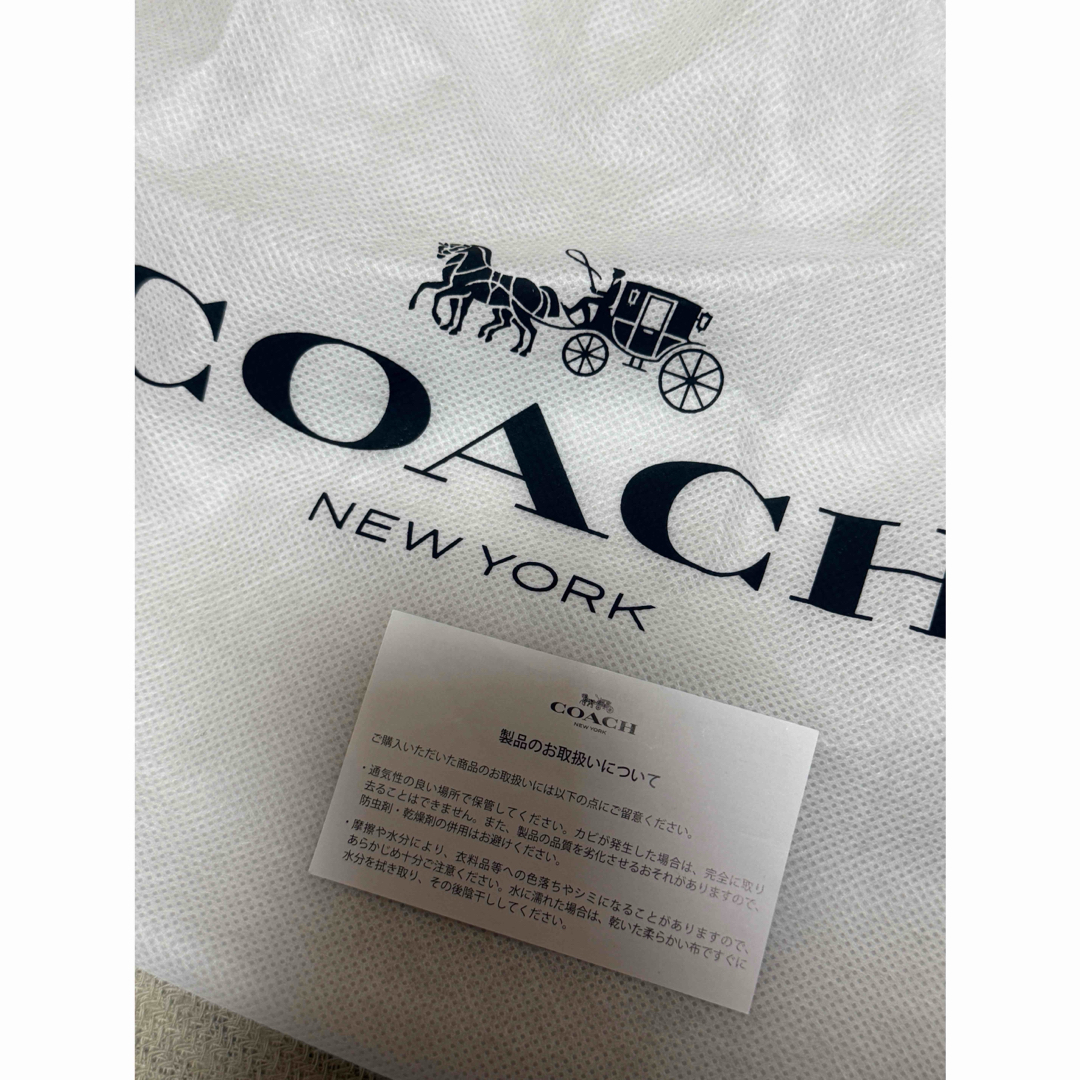 COACH
NEW YORK
COACH
NEW YORK
製品のお取扱いについて
ご購入いただいた商品のお取扱いには以下の点にご留意ください。
・通気性の良い場所で保管してください。カビが発生した場合は、完全に取り
去ることはできません。また、製品の品質を劣化させるおそれがありますので、
防虫剤・乾燥剤の併用はお避けください。
・摩擦や水分により、衣料品等への色落ちやシミになることがありますので、
あらかじめ十分ご注意ください。水に濡れた場合は、乾いた柔らかい布ですぐに
水分を拭き取り、その後陰干ししてください。